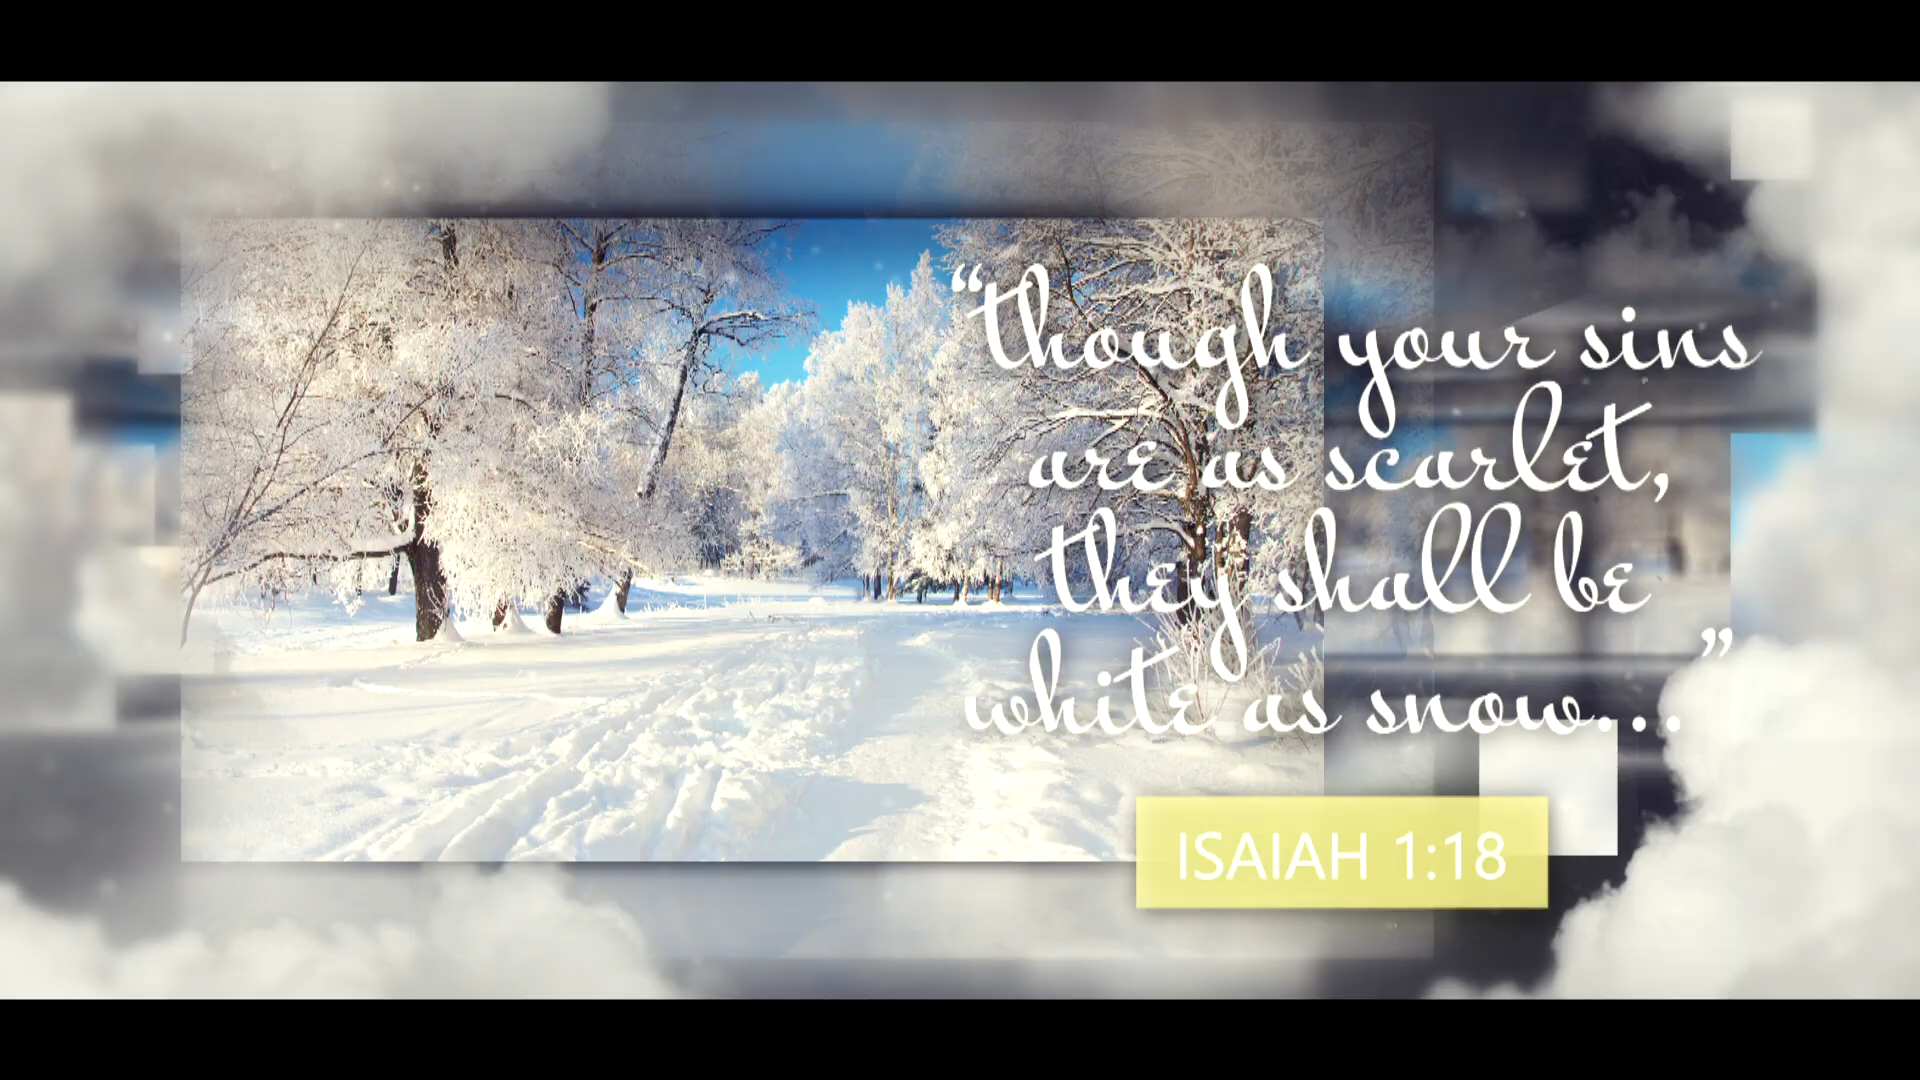 “though your sins
are as scarlet,
they shall be
white as snow...”
ISAIAH 1:18